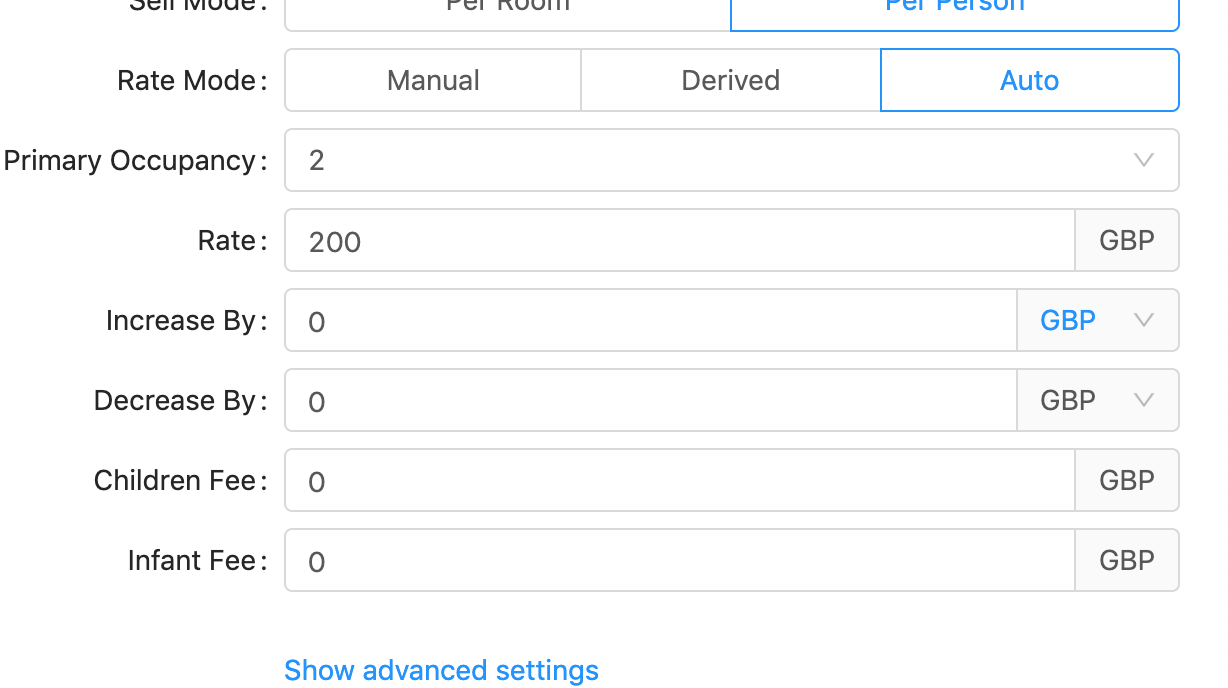 Sell Mode: Per Room Per Person
Rate Mode: Manual Derived Auto
Primary Occupancy: 2
Rate: 200 GBP
Increase By: 0 GBP
Decrease By: 0 GBP
Children Fee: 0 GBP
Infant Fee: 0 GBP
Show advanced settings